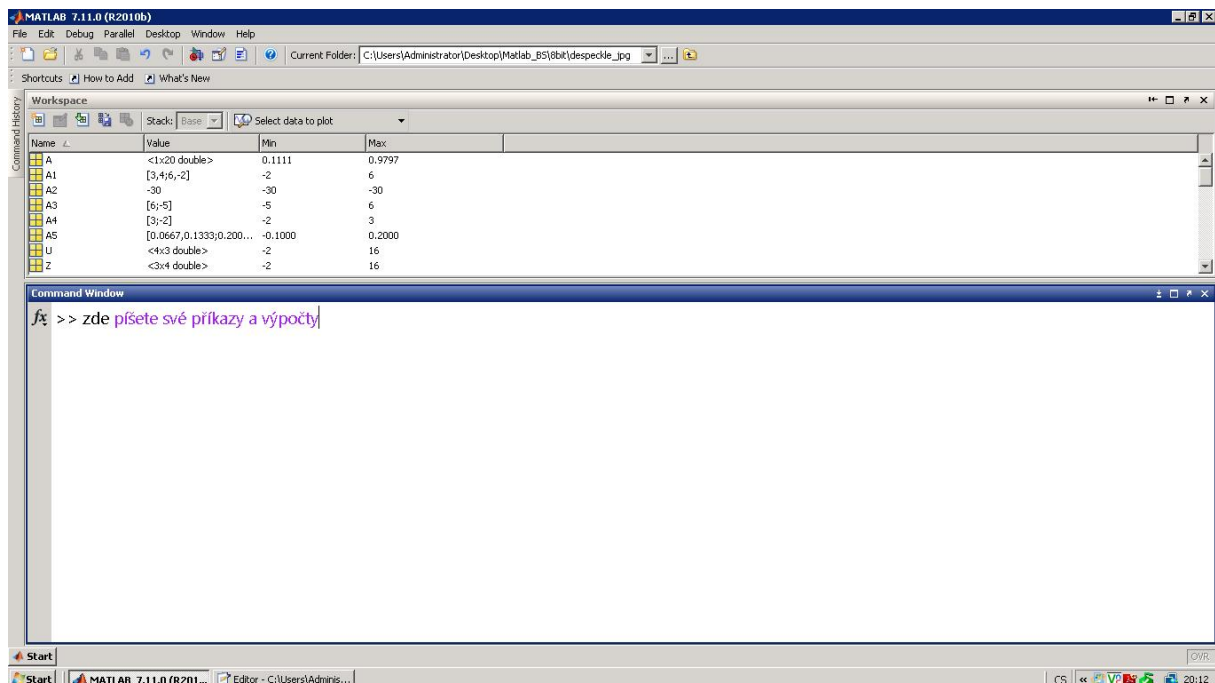 MATLAB 7.11.0 (R2010b)
File Edit Debug Parallel Desktop Window Help
Current Folder: C:\Users\Administrator\Desktop\Matlab_BS\8bit\despeckle_jpg
Shortcuts How to Add What's New
Command History
Workspace
Stack: Base Select data to plot
Name Value Min Max
A <1x20 double> 0.1111 0.9797
A1 [3,4;6,-2] -2 6
A2 -30 -30 -30
A3 [6;-5] -5 6
A4 [3;-2] -2 3
A5 [0.0667,0.1333;0.200... -0.1000 0.2000
U <4x3 double> -2 16
Z <3x4 double> -2 16
Command Window
fx >> zde píšete své příkazy a výpočty
Start OVR
Start MATLAB 7.11.0 (R201... Editor - C:\Users\Adminis... CS « 20:12